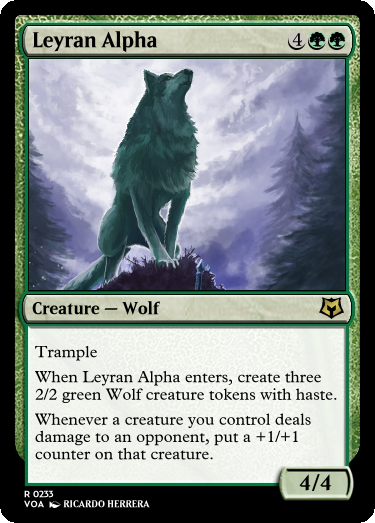 Leyran Alpha 4
Creature — Wolf
Trample
When Leyran Alpha enters, create three
2/2 green Wolf creature tokens with haste.
Whenever a creature you control deals
damage to an opponent, put a +1/+1
counter on that creature.
4/4
R 0233
VOA RICARDO HERRERA